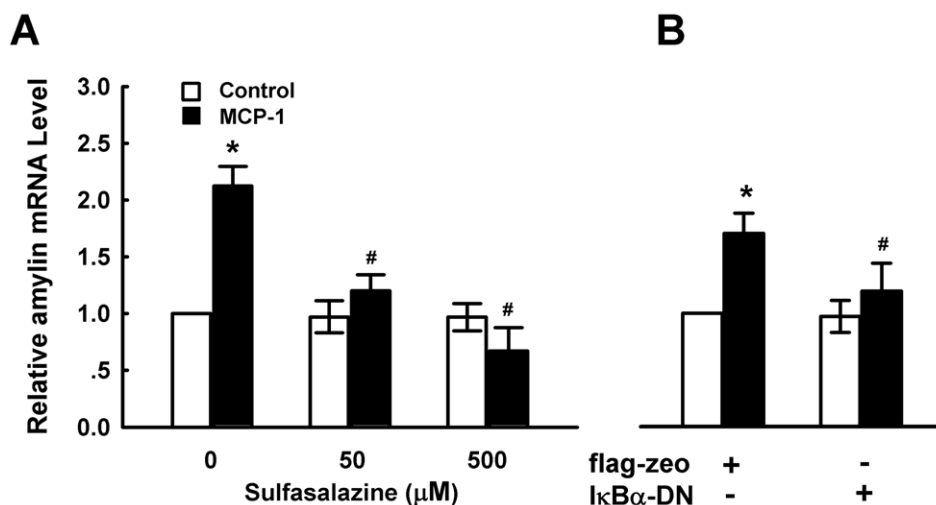 A
B
Relative amylin mRNA Level
3.0
2.5
2.0
1.5
1.0
.5
0.0
Control
MCP-1
*
#
#
*
#
0 50 500
Sulfasalazine (μM)
flag-zeo + -
IκBα-DN - +